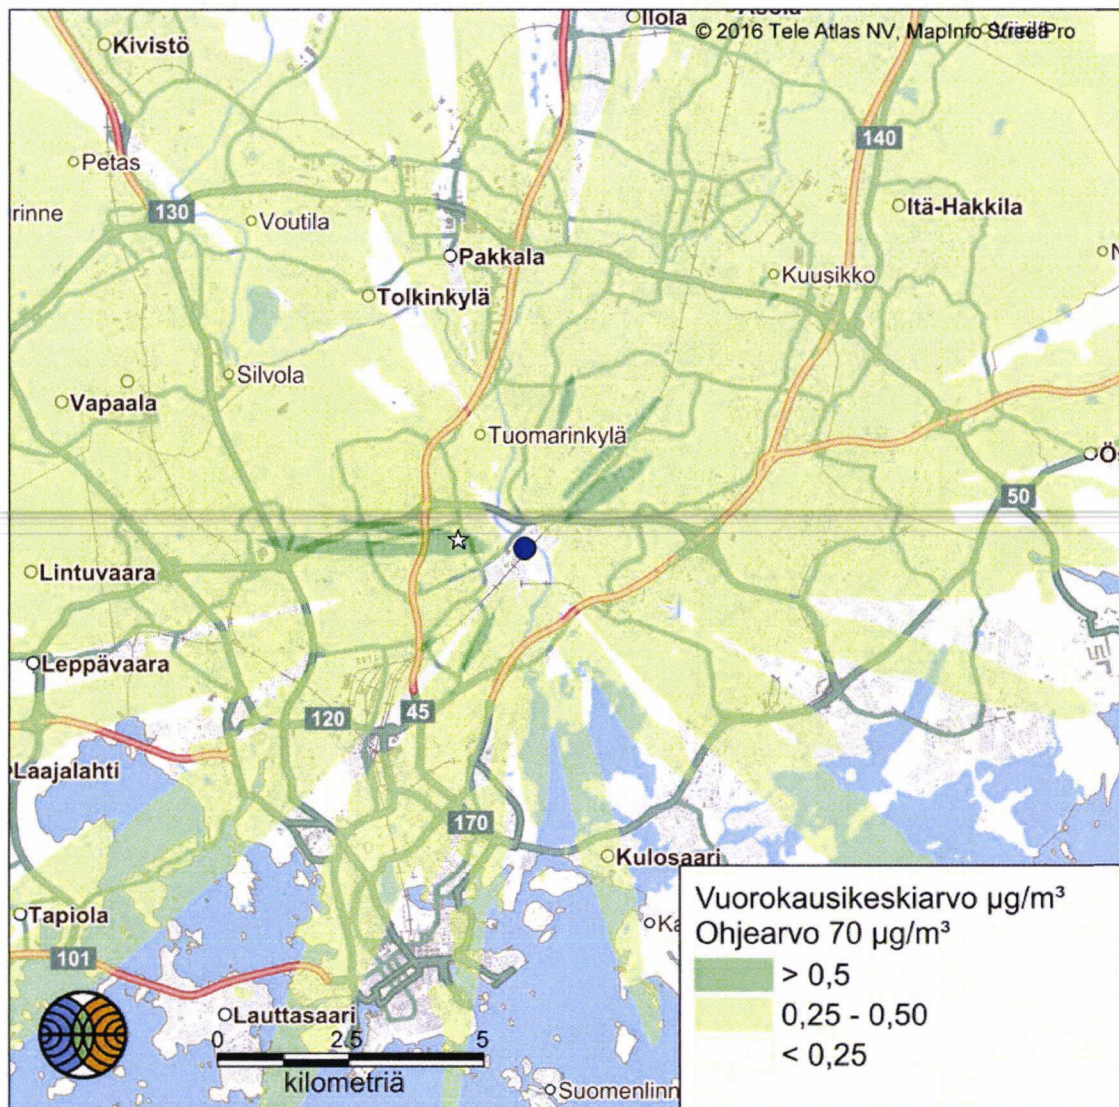 Ilola
© 2016 Tele Atlas NV, MapInfo StreetPro
Kivistö
140
Petas
Itä-Hakkila
rinne
130
Voutila
Pakkala
Kuusikko
Tolkinkylä
Silvola
Vapaala
Tuomarinkylä
50
Lintuvaara
Leppävaara
120
45
Laajalahti
170
Kulosaari
Tapiola
101
Lauttasaari
0 2,5 5
kilometriä
Suomenlinn
Vuorokausikeskiarvo µg/m³
Ohjearvo 70 µg/m³
> 0,5
0,25 - 0,50
< 0,25